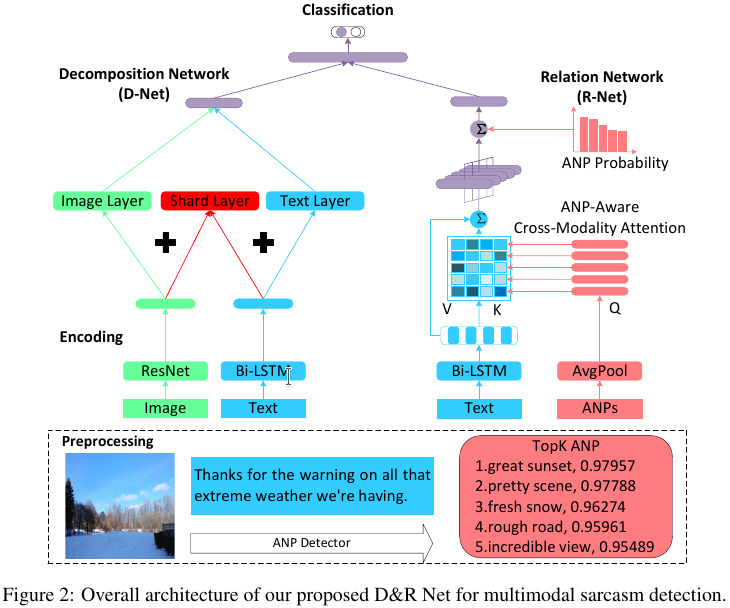 Classification
Decomposition Network
(D-Net)
Relation Network
(R-Net)
Σ
ANP Probability
Image Layer
Shard Layer
Text Layer
ANP-Aware
Cross-Modality Attention
Σ
V
K
Q
Encoding
ResNet
Bi-LSTM
Bi-LSTM
AvgPool
Image
Text
Text
ANPs
Preprocessing
Thanks for the warning on all that
extreme weather we're having.
ANP Detector
TopK ANP
1.great sunset, 0.97957
2.pretty scene, 0.97788
3.fresh snow, 0.96274
4.rough road, 0.95961
5.incredible view, 0.95489
Figure 2: Overall architecture of our proposed D&R Net for multimodal sarcasm detection.